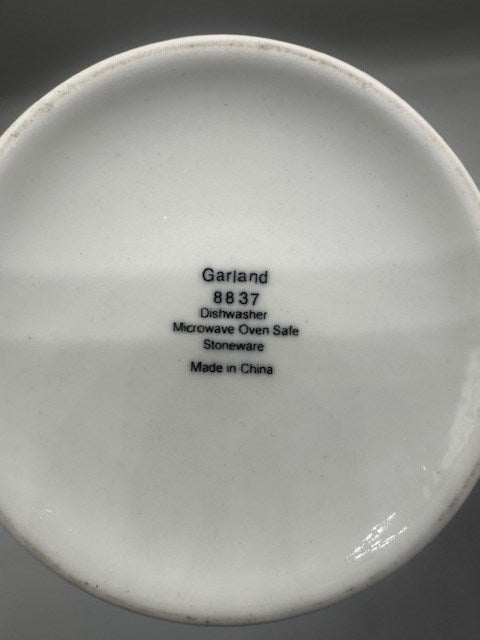 Garland
8837
Dishwasher
Microwave Oven Safe
Stoneware
Made in China